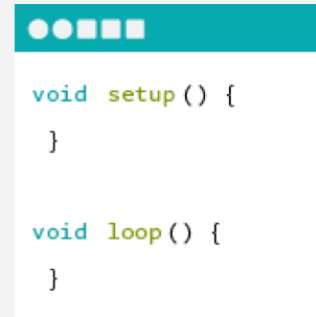 void setup() {
}
void loop() {
}